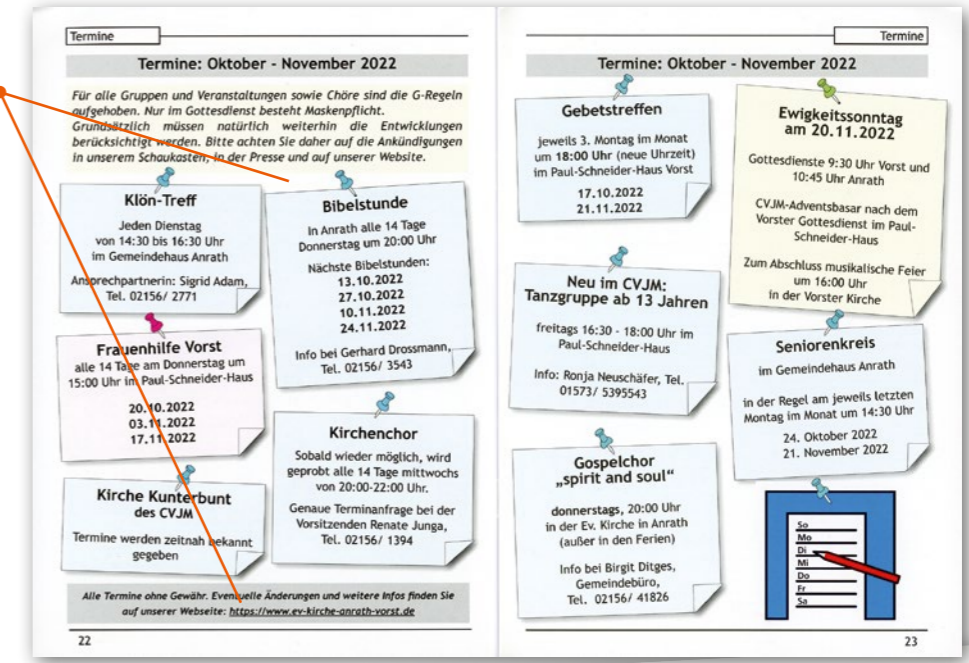 Termine
Termine: Oktober - November 2022
Für alle Gruppen und Veranstaltungen sowie Chöre sind die G-Regeln
aufgehoben. Nur im Gottesdienst besteht Maskenpflicht.
Grundsätzlich müssen natürlich weiterhin die Entwicklungen
berücksichtigt werden. Bitte achten Sie daher auf die Ankündigungen
in unserem Schaukasten, in der Presse und auf unserer Website.
Klön-Treff
Jeden Dienstag
von 14:30 bis 16:30 Uhr
im Gemeindehaus Anrath
Ansprechpartnerin: Sigrid Adam,
Tel. 02156/ 2771
Bibelstunde
In Anrath alle 14 Tage
Donnerstag um 20:00 Uhr
Nächste Bibelstunden:
13.10.2022
27.10.2022
10.11.2022
24.11.2022
Info bei Gerhard Drossmann,
Tel. 02156/ 3543
Frauenhilfe Vorst
alle 14 Tage am Donnerstag um
15:00 Uhr im Paul-Schneider-Haus
20.10.2022
03.11.2022
17.11.2022
Kirchenchor
Sobald wieder möglich, wird
geprobt alle 14 Tage mittwochs
von 20:00-22:00 Uhr.
Genaue Terminanfrage bei der
Vorsitzenden Renate Junga,
Tel. 02156/ 1394
Kirche Kunterbunt
des CVJM
Termine werden zeitnah bekannt
gegeben
Alle Termine ohne Gewähr. Eventuelle Änderungen und weitere Infos finden Sie
auf unserer Webseite: https://www.ev-kirche-anrath-vorst.de
22
Termine
Termine: Oktober - November 2022
Gebetstreffen
jeweils 3. Montag im Monat
um 18:00 Uhr (neue Uhrzeit)
im Paul-Schneider-Haus Vorst
17.10.2022
21.11.2022
Ewigkeitssonntag
am 20.11.2022
Gottesdienste 9:30 Uhr Vorst und
10:45 Uhr Anrath
CVJM-Adventsbasar nach dem
Vorster Gottesdienst im Paul-
Schneider-Haus
Zum Abschluss musikalische Feier
um 16:00 Uhr
in der Vorster Kirche
Neu im CVJM:
Tanzgruppe ab 13 Jahren
freitags 16:30 - 18:00 Uhr im
Paul-Schneider-Haus
Info: Ronja Neuschäfer, Tel.
01573/ 5395543
Seniorenkreis
im Gemeindehaus Anrath
in der Regel am jeweils letzten
Montag im Monat um 14:30 Uhr
24. Oktober 2022
21. November 2022
Gospelchor
„spirit and soul“
donnerstags, 20:00 Uhr
in der Ev. Kirche in Anrath
(außer in den Ferien)
Info bei Birgit Ditges,
Gemeindebüro,
Tel. 02156/ 41826
So
Mo
Di
Mi
Do
Fr
Sa
23